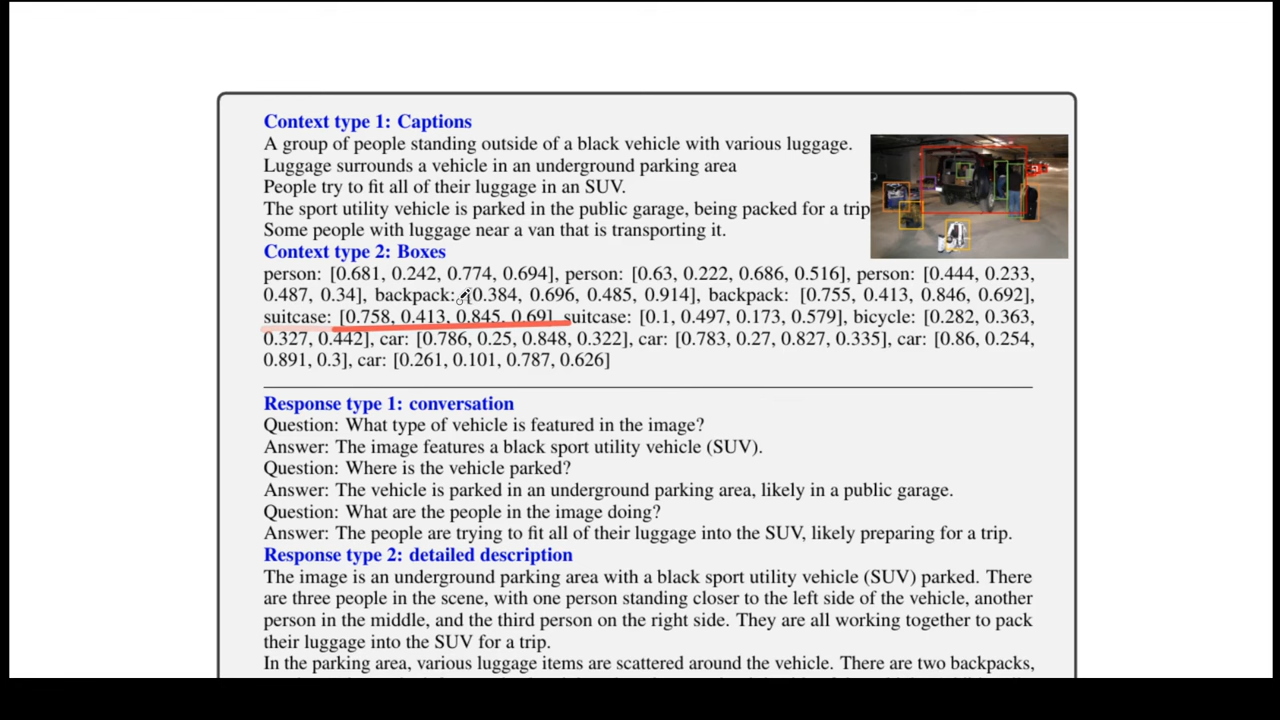 Context type 1: Captions
A group of people standing outside of a black vehicle with various luggage.
Luggage surrounds a vehicle in an underground parking area
People try to fit all of their luggage in an SUV.
The sport utility vehicle is parked in the public garage, being packed for a trip
Some people with luggage near a van that is transporting it.
Context type 2: Boxes
person: [0.681, 0.242, 0.774, 0.694], person: [0.63, 0.222, 0.686, 0.516], person: [0.444, 0.233,
0.487, 0.34], backpack: [0.384, 0.696, 0.485, 0.914], backpack: [0.755, 0.413, 0.846, 0.692],
suitcase: [0.758, 0.413, 0.845, 0.69], suitcase: [0.1, 0.497, 0.173, 0.579], bicycle: [0.282, 0.363,
0.327, 0.442], car: [0.786, 0.25, 0.848, 0.322], car: [0.783, 0.27, 0.827, 0.335], car: [0.86, 0.254,
0.891, 0.3], car: [0.261, 0.101, 0.787, 0.626]
Response type 1: conversation
Question: What type of vehicle is featured in the image?
Answer: The image features a black sport utility vehicle (SUV).
Question: Where is the vehicle parked?
Answer: The vehicle is parked in an underground parking area, likely in a public garage.
Question: What are the people in the image doing?
Answer: The people are trying to fit all of their luggage into the SUV, likely preparing for a trip.
Response type 2: detailed description
The image is an underground parking area with a black sport utility vehicle (SUV) parked. There
are three people in the scene, with one person standing closer to the left side of the vehicle, another
person in the middle, and the third person on the right side. They are all working together to pack
their luggage into the SUV for a trip.
In the parking area, various luggage items are scattered around the vehicle. There are two backpacks,